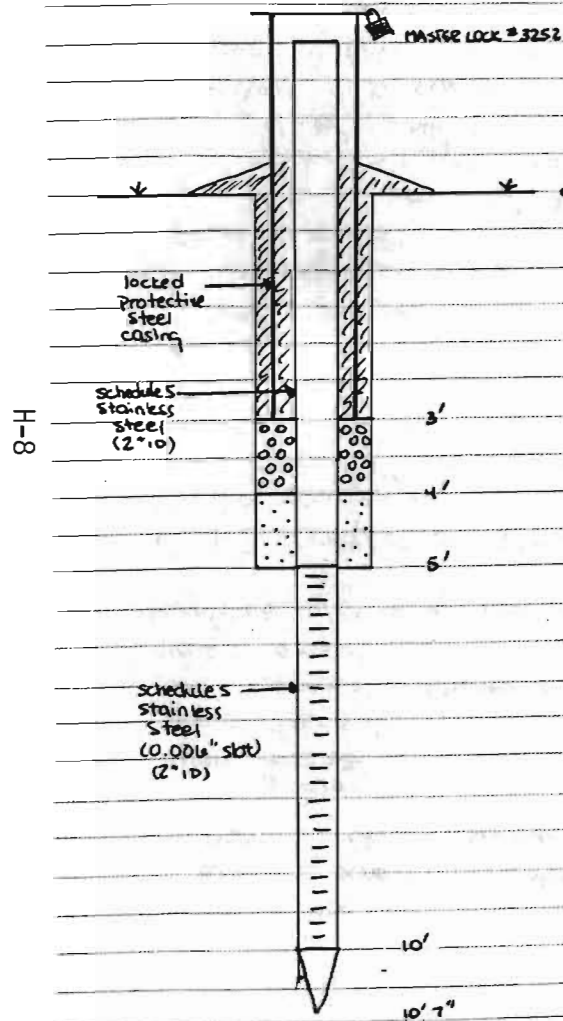 MASTER LOCK #3252
locked
protective
steel
casing
schedule 5
stainless
steel
(2" ID)
3'
H-8
4'
5'
schedule 5
stainless
steel
(0.006" slot)
(2" ID)
10'
10' 7"